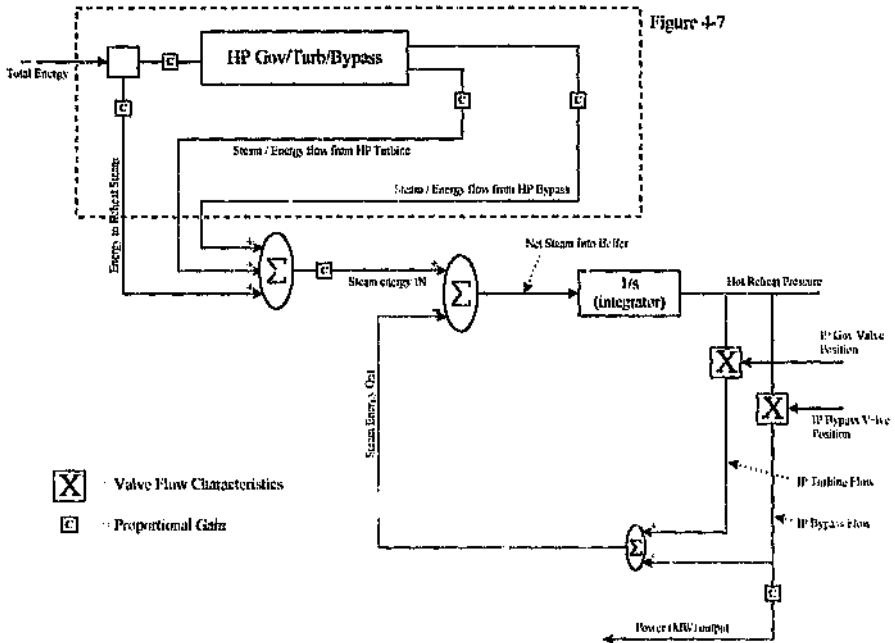 Figure 4-7
HP Gov/Turb/Bypass
Total Energy
C
C
C
C
Steam / Energy flow from HP Turbine
Steam / Energy flow from HP Bypass
Energy to Reheat Steam
Net Steam into Boiler
+
+
+
Σ
C
Steam energy IN
+
Σ
1/s
(integrator)
Hot Reheat Pressure
IP Gov Valve
Position
X
X
IP Bypass Valve
Position
Steam Energy Out
IP Turbine Flow
X
: Valve Flow Characteristics
C
: Proportional Gain
IP Bypass Flow
+
Σ
+
C
Power (MW) output